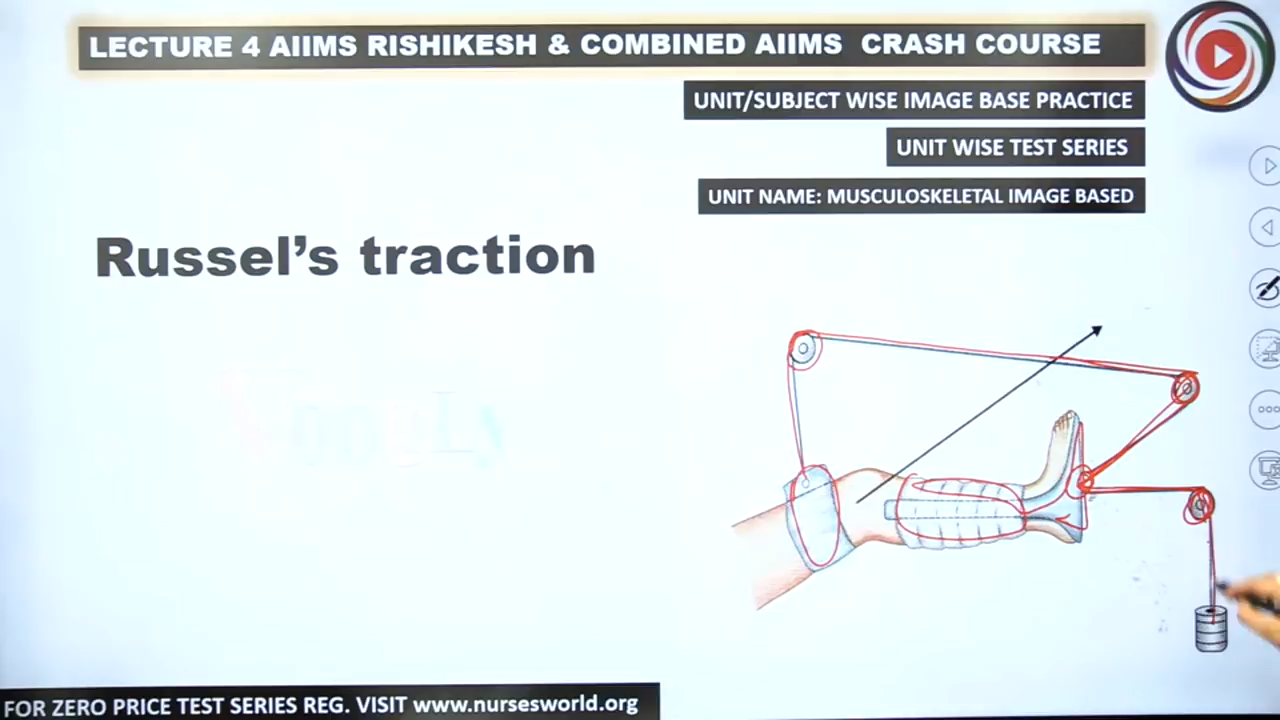 LECTURE 4 AIIMS RISHIKESH & COMBINED AIIMS CRASH COURSE
UNIT/SUBJECT WISE IMAGE BASE PRACTICE
UNIT WISE TEST SERIES
UNIT NAME: MUSCULOSKELETAL IMAGE BASED
Russel’s traction
FOR ZERO PRICE TEST SERIES REG. VISIT www.nursesworld.org